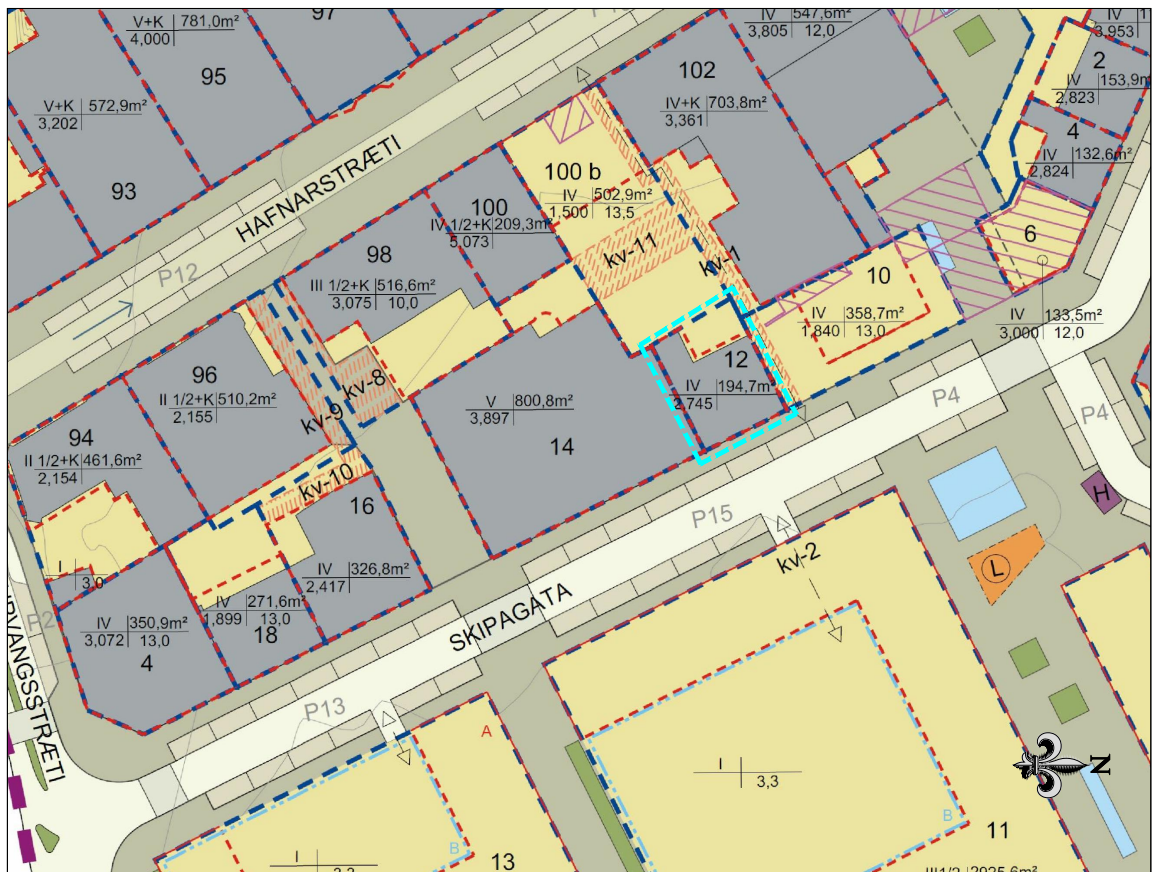 97
V+K 781,0m²
4,000
95
V+K 572,9m²
3,202
93
HAFNARSTRÆTI
P12
IV 547,6m²
3,805 12,0
102
IV+K 703,8m²
3,361
2
IV 153,9m
2,823
4
IV 132,6m²
2,824
3,953
6
IV 133,5m²
3,000 12,0
100 b
IV 502,9m²
1,500 13,5
100
IV 1/2+K 209,3m²
5,073
98
III 1/2+K 516,6m²
3,075 10,0
kv-11
kv-1
10
IV 358,7m²
1,840 13,0
12
IV 194,7m²
2,745
96
II 1/2+K 510,2m²
2,155
kv-8
kv-9
kv-10
94
II 1/2+K 461,6m²
2,154
V 800,8m²
3,897
14
16
IV 326,8m²
2,417
I
3,0
IV 271,6m²
1,899 13,0
18
IV 350,9m²
3,072 13,0
4
P2
P4
P4
P15
P13
SKIPAGATA
kv-2
H
L
N
A
B
B
I
3,3
11
13
I